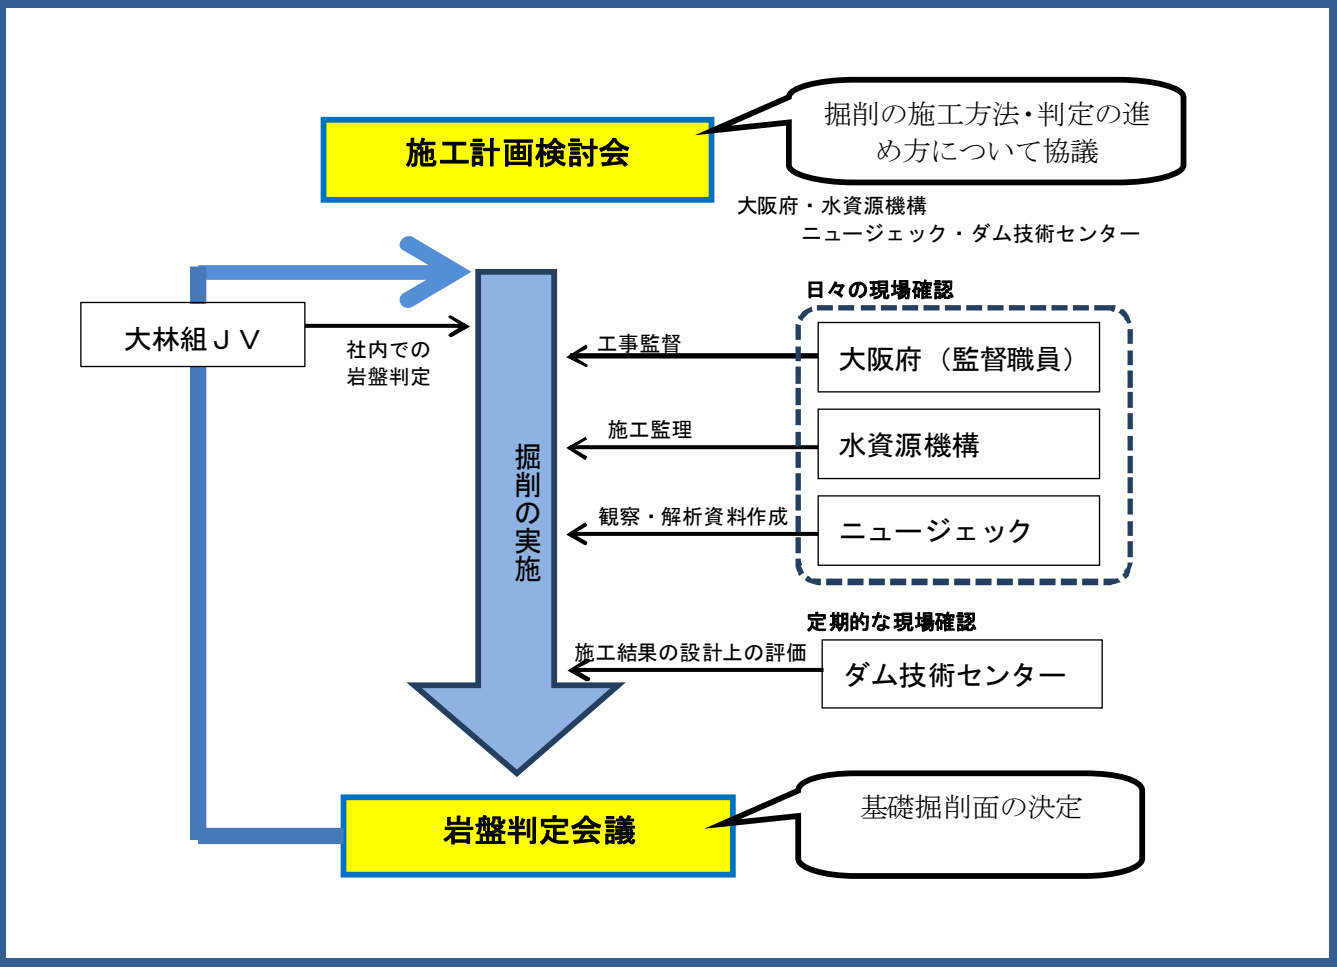 掘削の施工方法・判定の進
め方について協議
施工計画検討会
大阪府・水資源機構
ニュージェック・ダム技術センター
日々の現場確認
大林組ＪＶ
社内での
岩盤判定
工事監督
大阪府（監督職員）
施工監理
水資源機構
掘削の実施
観察・解析資料作成
ニュージェック
定期的な現場確認
施工結果の設計上の評価
ダム技術センター
基礎掘削面の決定
岩盤判定会議